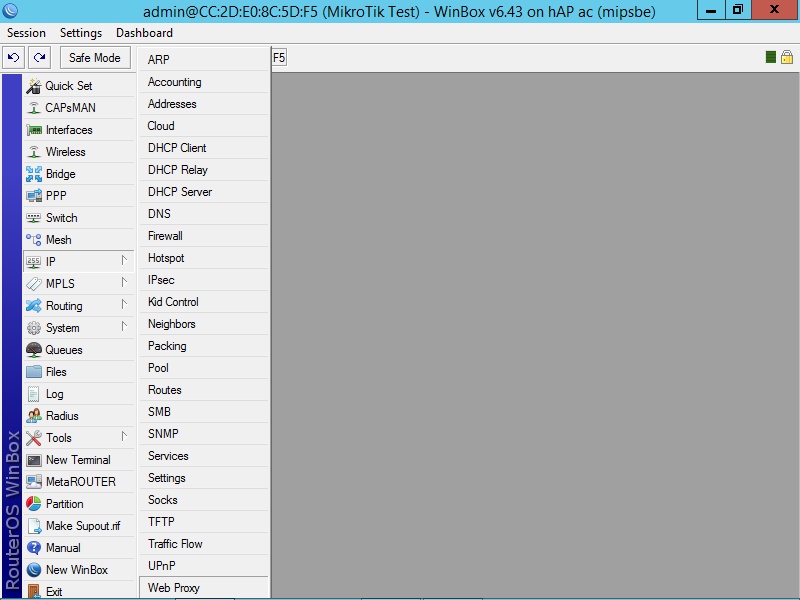 admin@CC:2D:E0:8C:5D:F5 (MikroTik Test) - WinBox v6.43 on hAP ac (mipsbe)
Session Settings Dashboard
Safe Mode F5
Quick Set
CAPsMAN
Interfaces
Wireless
Bridge
PPP
Switch
Mesh
IP
MPLS
Routing
System
Queues
Files
Log
Radius
Tools
New Terminal
MetaROUTER
Partition
Make Supout.rif
Manual
New WinBox
Exit
ARP
Accounting
Addresses
Cloud
DHCP Client
DHCP Relay
DHCP Server
DNS
Firewall
Hotspot
IPsec
Kid Control
Neighbors
Packing
Pool
Routes
SMB
SNMP
Services
Settings
Socks
TFTP
Traffic Flow
UPnP
Web Proxy
RouterOS WinBox